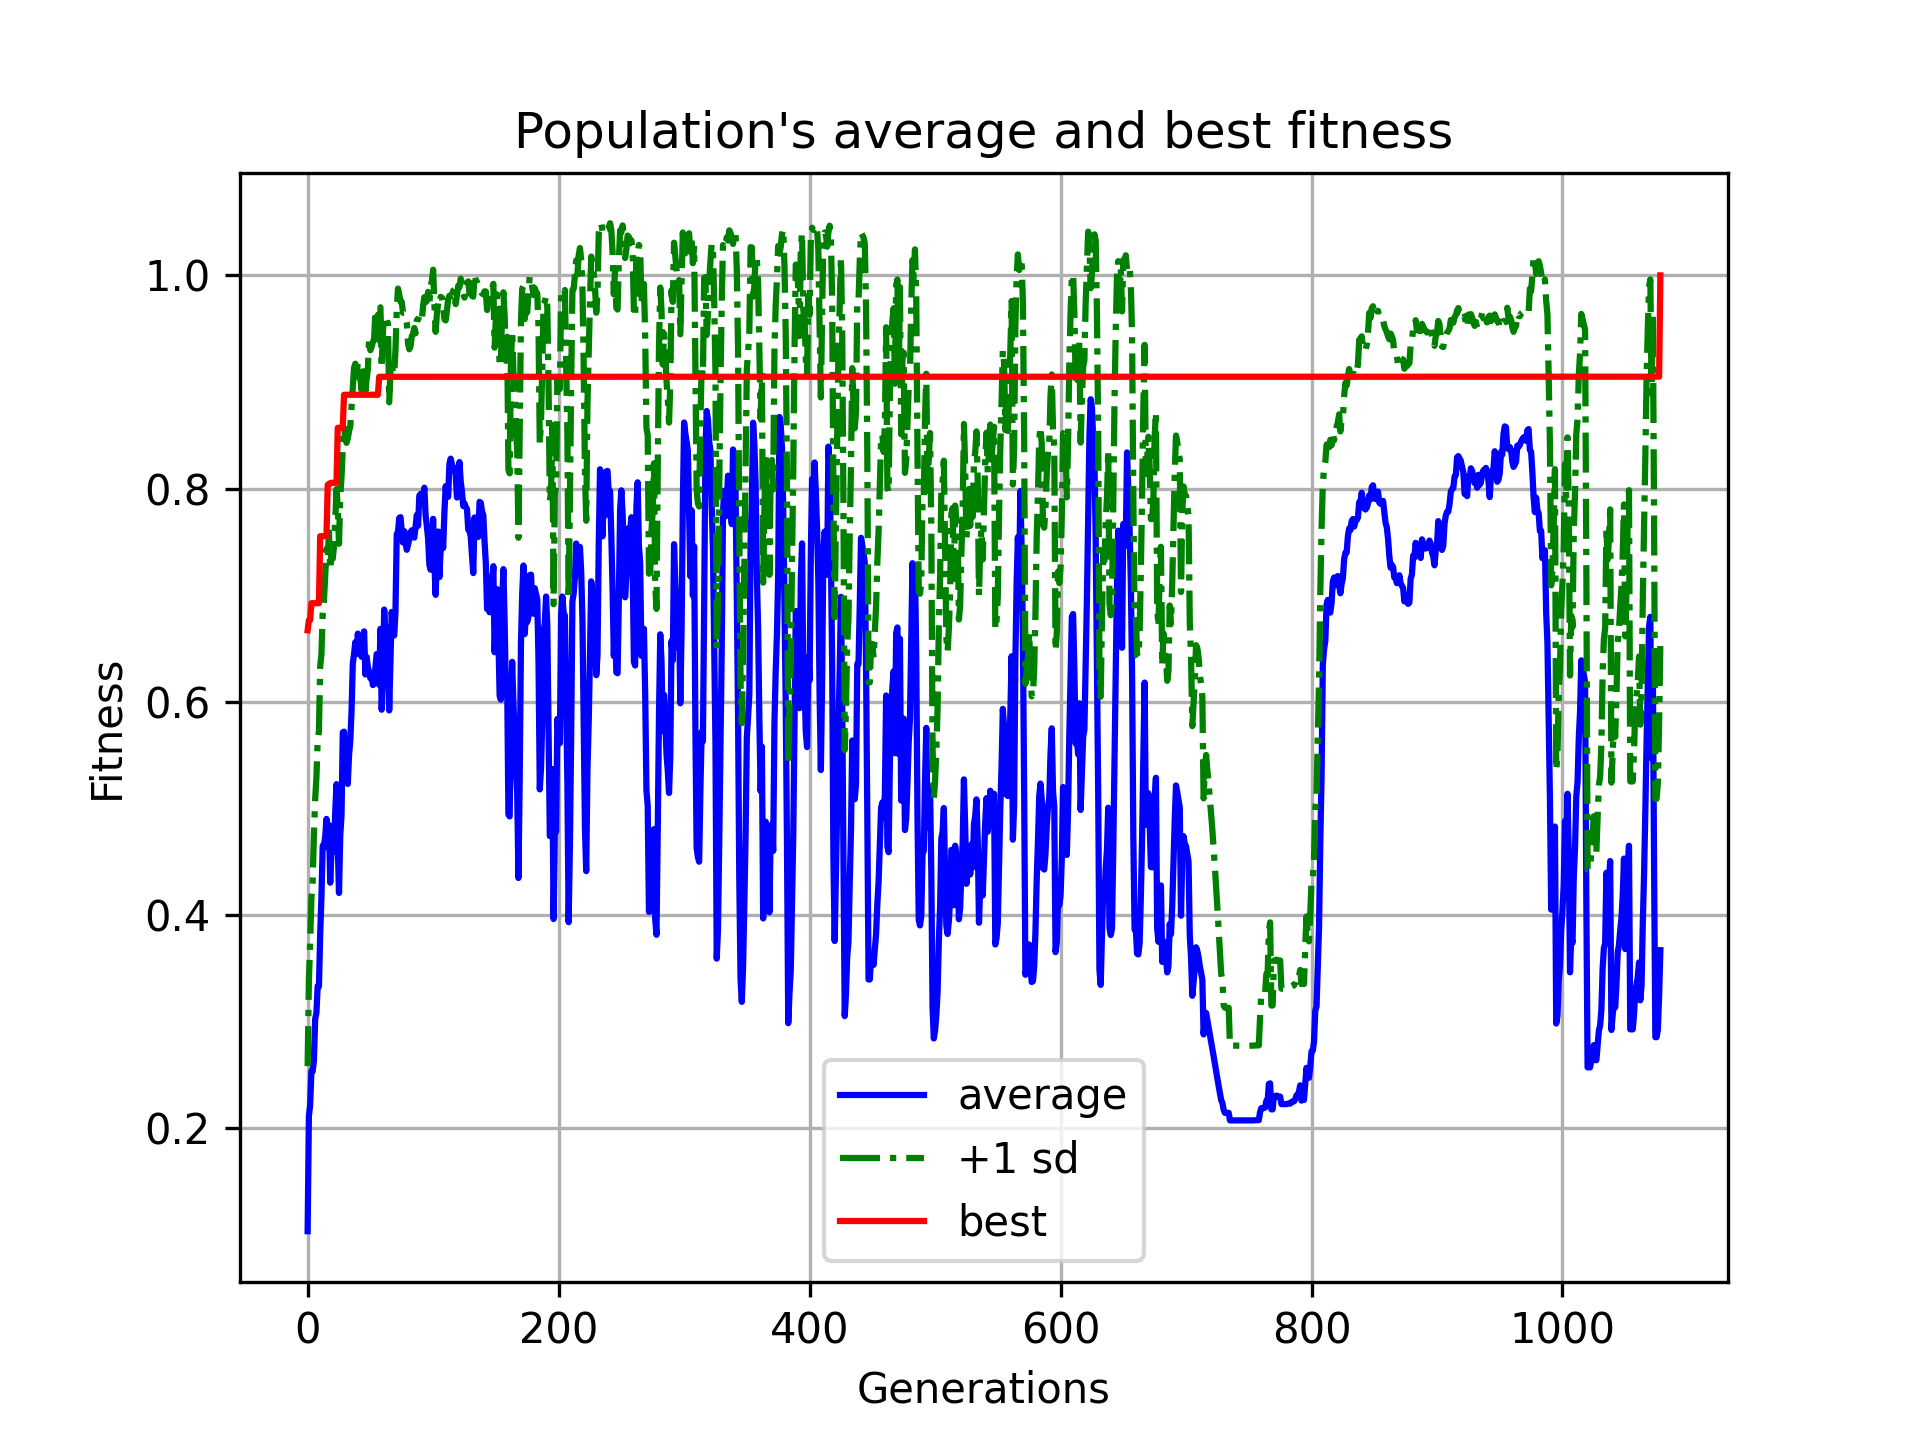 Population's average and best fitness
Fitness
1.0
0.8
0.6
0.4
0.2
average
+1 sd
best
0 200 400 600 800 1000
Generations